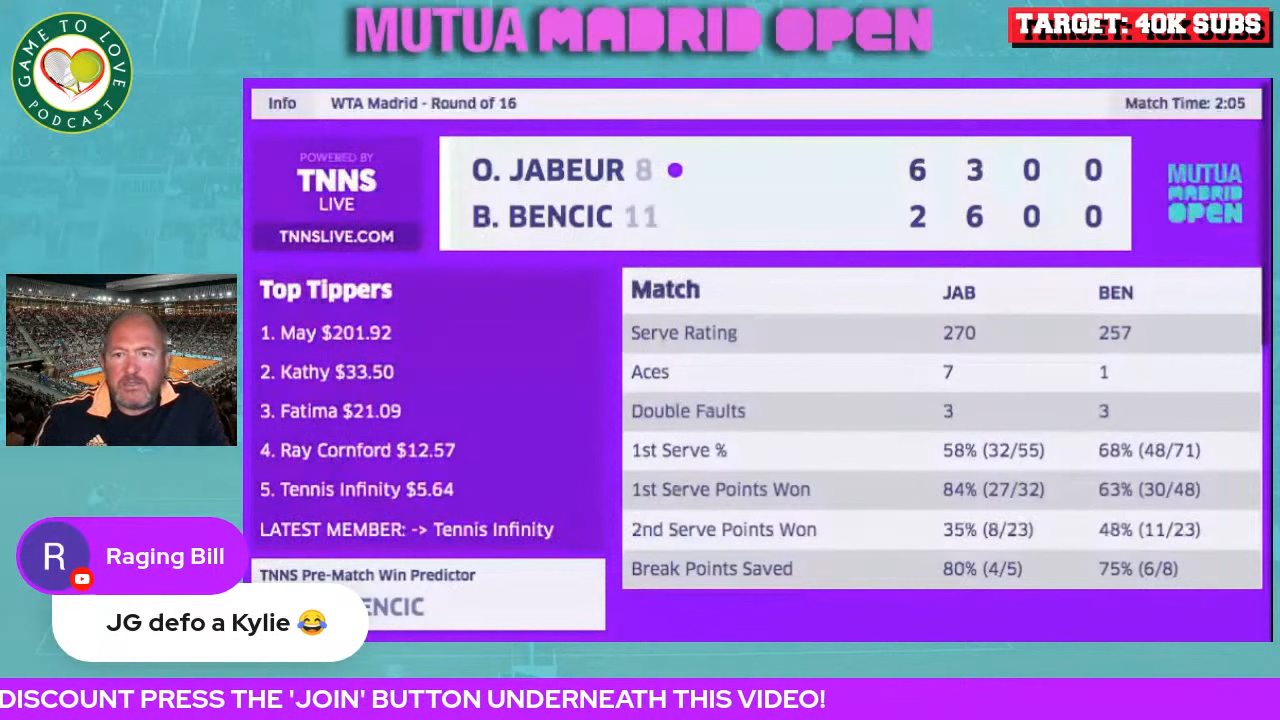 GAME TO LOVE
PODCAST
MUTUA MADRID OPEN
TARGET: 40K SUBS
Info WTA Madrid - Round of 16 Match Time: 2:05
POWERED BY
TNNS
LIVE
TNNSLIVE.COM
O. JABEUR 8 6 3 0 0
B. BENCIC 11 2 6 0 0
MUTUA
MADRID
OPEN
Top Tippers
1. May $201.92
2. Kathy $33.50
3. Fatima $21.09
4. Ray Cornford $12.57
5. Tennis Infinity $5.64
LATEST MEMBER: -> Tennis Infinity
TNNS Pre-Match Win Predictor
ENCIC
Match JAB BEN
Serve Rating 270 257
Aces 7 1
Double Faults 3 3
1st Serve % 58% (32/55) 68% (48/71)
1st Serve Points Won 84% (27/32) 63% (30/48)
2nd Serve Points Won 35% (8/23) 48% (11/23)
Break Points Saved 80% (4/5) 75% (6/8)
R Raging Bill
JG defo a Kylie 😂
DISCOUNT PRESS THE 'JOIN' BUTTON UNDERNEATH THIS VIDEO!